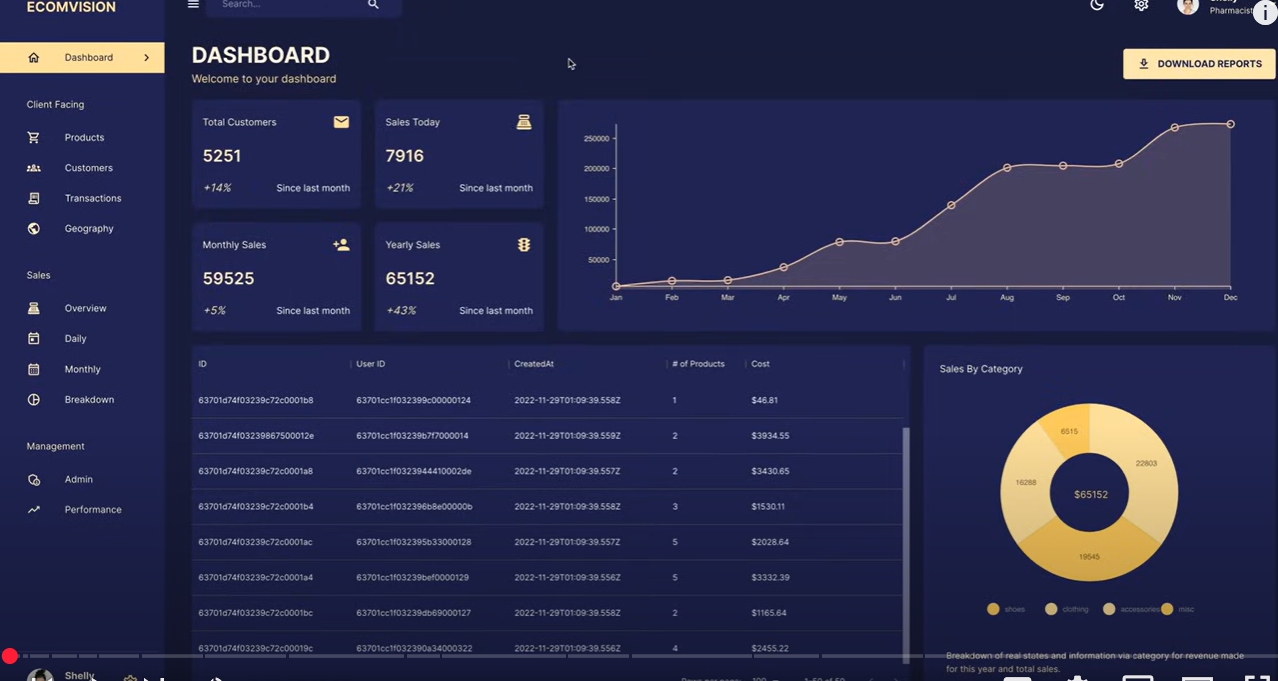 ECOMVISION
Search...
Shelly
Pharmacist
Dashboard
Client Facing
Products
Customers
Transactions
Geography
Sales
Overview
Daily
Monthly
Breakdown
Management
Admin
Performance
Shelly
DASHBOARD
Welcome to your dashboard
DOWNLOAD REPORTS
Total Customers
5251
+14% Since last month
Sales Today
7916
+21% Since last month
Monthly Sales
59525
+5% Since last month
Yearly Sales
65152
+43% Since last month
250000
200000
150000
100000
50000
Jan Feb Mar Apr May Jun Jul Aug Sep Oct Nov Dec
ID User ID CreatedAt # of Products Cost
63701d74f03239c72c0001b8 63701cc1f032399c00000124 2022-11-29T01:09:39.558Z 1 $46.81
63701d74f03239867500012e 63701cc1f03239b7f7000014 2022-11-29T01:09:39.559Z 2 $3934.55
63701d74f03239c72c0001a8 63701cc1f0323944410002de 2022-11-29T01:09:39.557Z 2 $3430.65
63701d74f03239c72c0001b4 63701cc1f032396b8e00000b 2022-11-29T01:09:39.558Z 3 $1530.11
63701d74f03239c72c0001ac 63701cc1f032395b33000128 2022-11-29T01:09:39.557Z 5 $2028.64
63701d74f03239c72c0001a4 63701cc1f03239bef0000129 2022-11-29T01:09:39.556Z 5 $3332.39
63701d74f03239c72c0001bc 63701cc1f03239db69000127 2022-11-29T01:09:39.558Z 2 $1165.64
63701d74f03239c72c00019c 63701cc1f032390a34000322 2022-11-29T01:09:39.556Z 4 $2455.22
Rows per page: 100 1-50 of 50
Sales By Category
6515
22803
16288
$65152
19545
shoes clothing accessories misc
Breakdown of real states and information via category for revenue made
for this year and total sales.